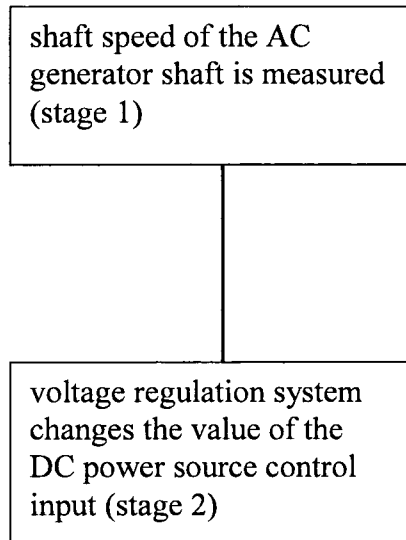 shaft speed of the AC
generator shaft is measured
(stage 1)
voltage regulation system
changes the value of the
DC power source control
input (stage 2)